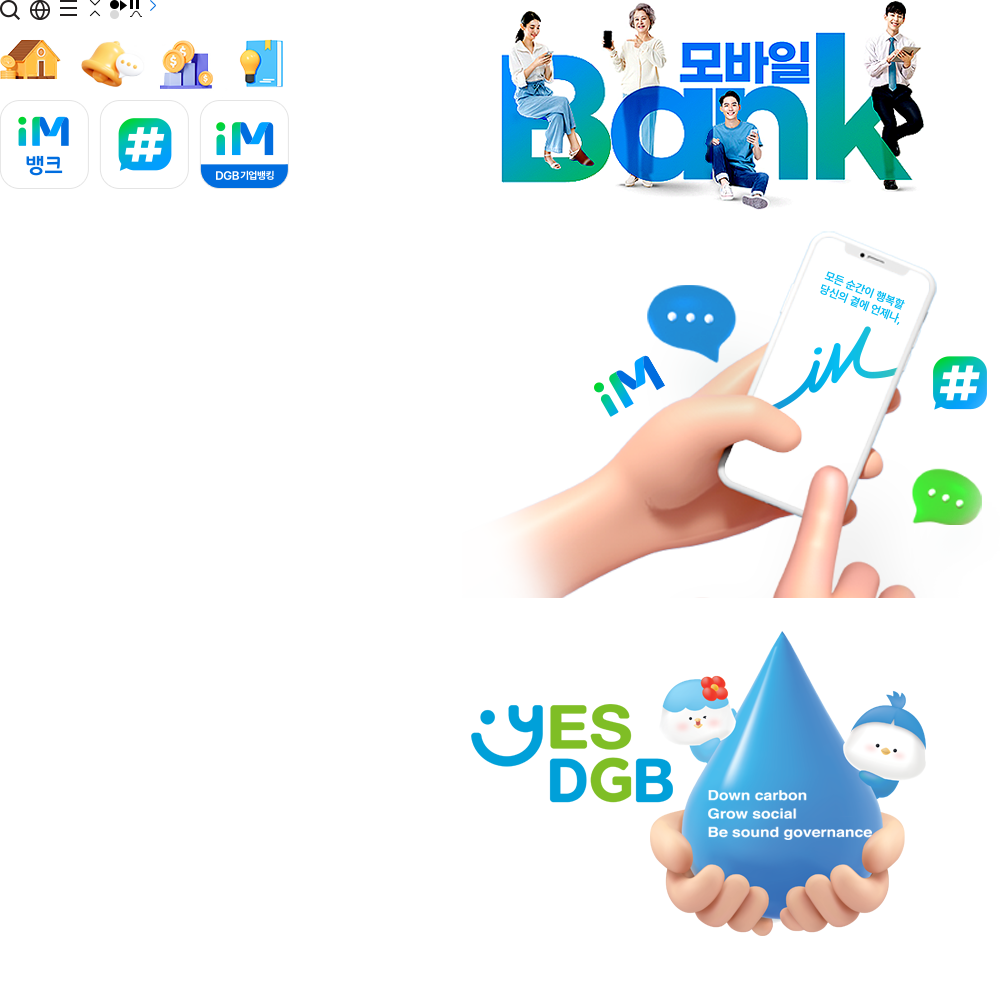 모바일
Bank
iM
뱅크
#
iM
DGB기업뱅킹
모든 순간이 행복할
당신의 곁에 언제나,
iM
iM
#
yES
DGB
Down carbon
Grow social
Be sound governance